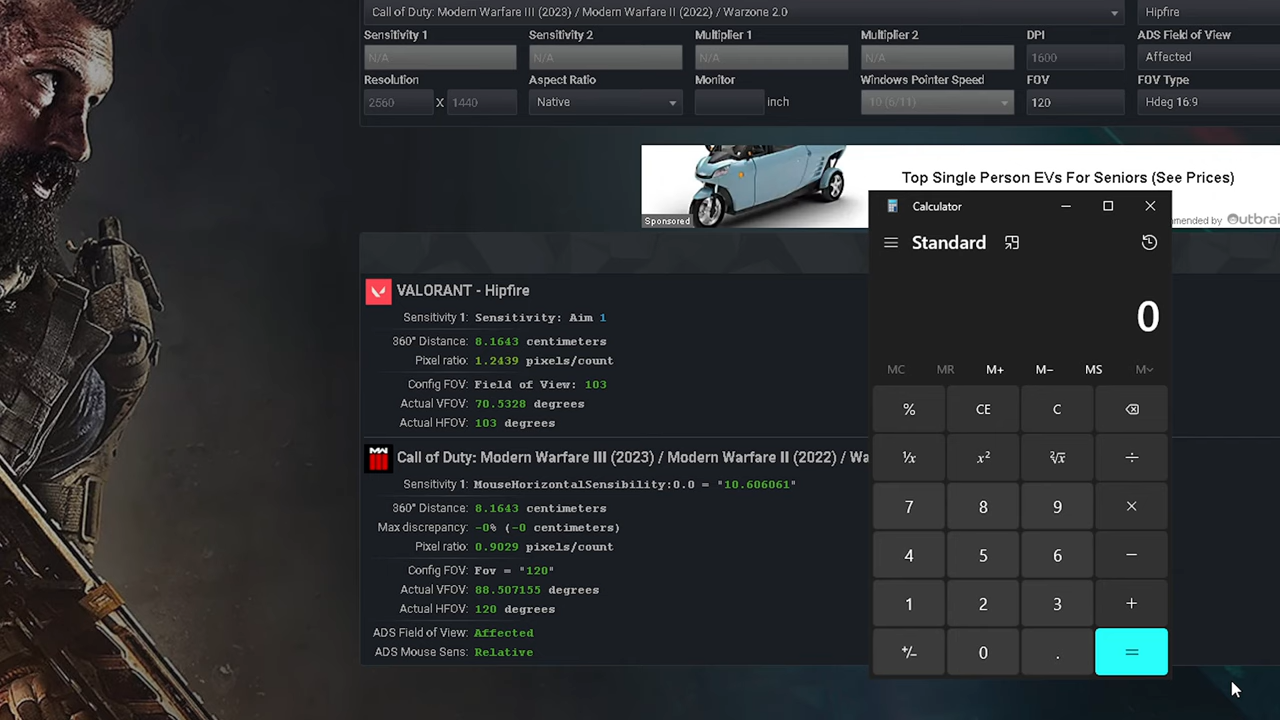 Call of Duty: Modern Warfare III (2023) / Modern Warfare II (2022) / Warzone 2.0 Hipfire
Sensitivity 1 Sensitivity 2 Multiplier 1 Multiplier 2 DPI ADS Field of View
N/A N/A N/A N/A 1600 Affected
Resolution Aspect Ratio Monitor Windows Pointer Speed FOV FOV Type
2560 X 1440 Native inch 10 (6/11) 120 Hdeg 16:9
Top Single Person EVs For Seniors (See Prices)
Sponsored
mended by Outbrai
Calculator
Standard
0
MC MR M+ M− MS M˅
% CE C
¹/x x² ²√x ÷
7 8 9 ×
4 5 6 −
1 2 3 +
+/− 0 . =
VALORANT - Hipfire
Sensitivity 1: Sensitivity: Aim 1
360° Distance: 8.1643 centimeters
Pixel ratio: 1.2439 pixels/count
Config FOV: Field of View: 103
Actual VFOV: 70.5328 degrees
Actual HFOV: 103 degrees
Call of Duty: Modern Warfare III (2023) / Modern Warfare II (2022) / Wa
Sensitivity 1: MouseHorizontalSensibility:0.0 = "10.606061"
360° Distance: 8.1643 centimeters
Max discrepancy: -0% (-0 centimeters)
Pixel ratio: 0.9029 pixels/count
Config FOV: Fov = "120"
Actual VFOV: 88.507155 degrees
Actual HFOV: 120 degrees
ADS Field of View: Affected
ADS Mouse Sens: Relative